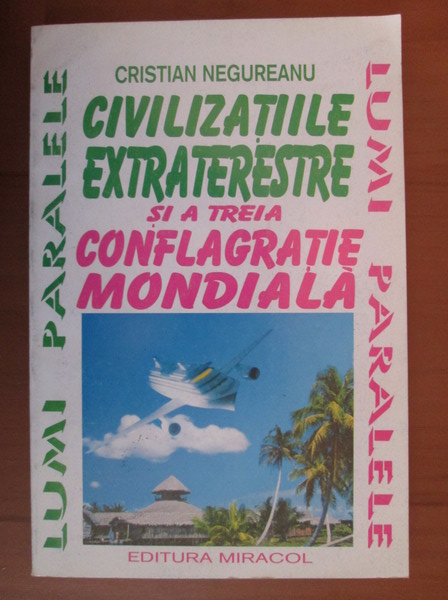 CRISTIAN NEGUREANU
CIVILIZAȚIILE
EXTRATERESTRE
ȘI A TREIA
CONFLAGRAȚIE
MONDIALĂ
LUMI PARALELE
LUMI PARALELE
EDITURA MIRACOL